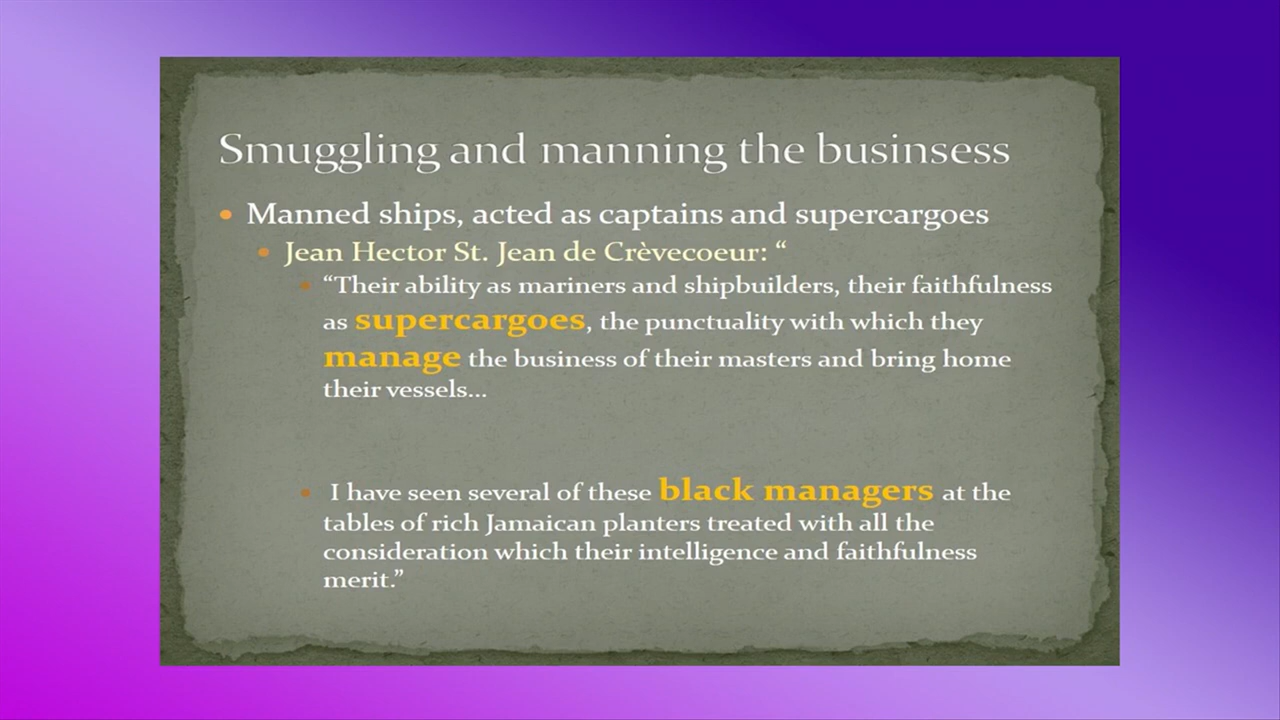 Smuggling and manning the businsess
• Manned ships, acted as captains and supercargoes
• Jean Hector St. Jean de Crèvecoeur: “
• “Their ability as mariners and shipbuilders, their faithfulness
as supercargoes, the punctuality with which they
manage the business of their masters and bring home
their vessels...
• I have seen several of these black managers at the
tables of rich Jamaican planters treated with all the
consideration which their intelligence and faithfulness
merit.”